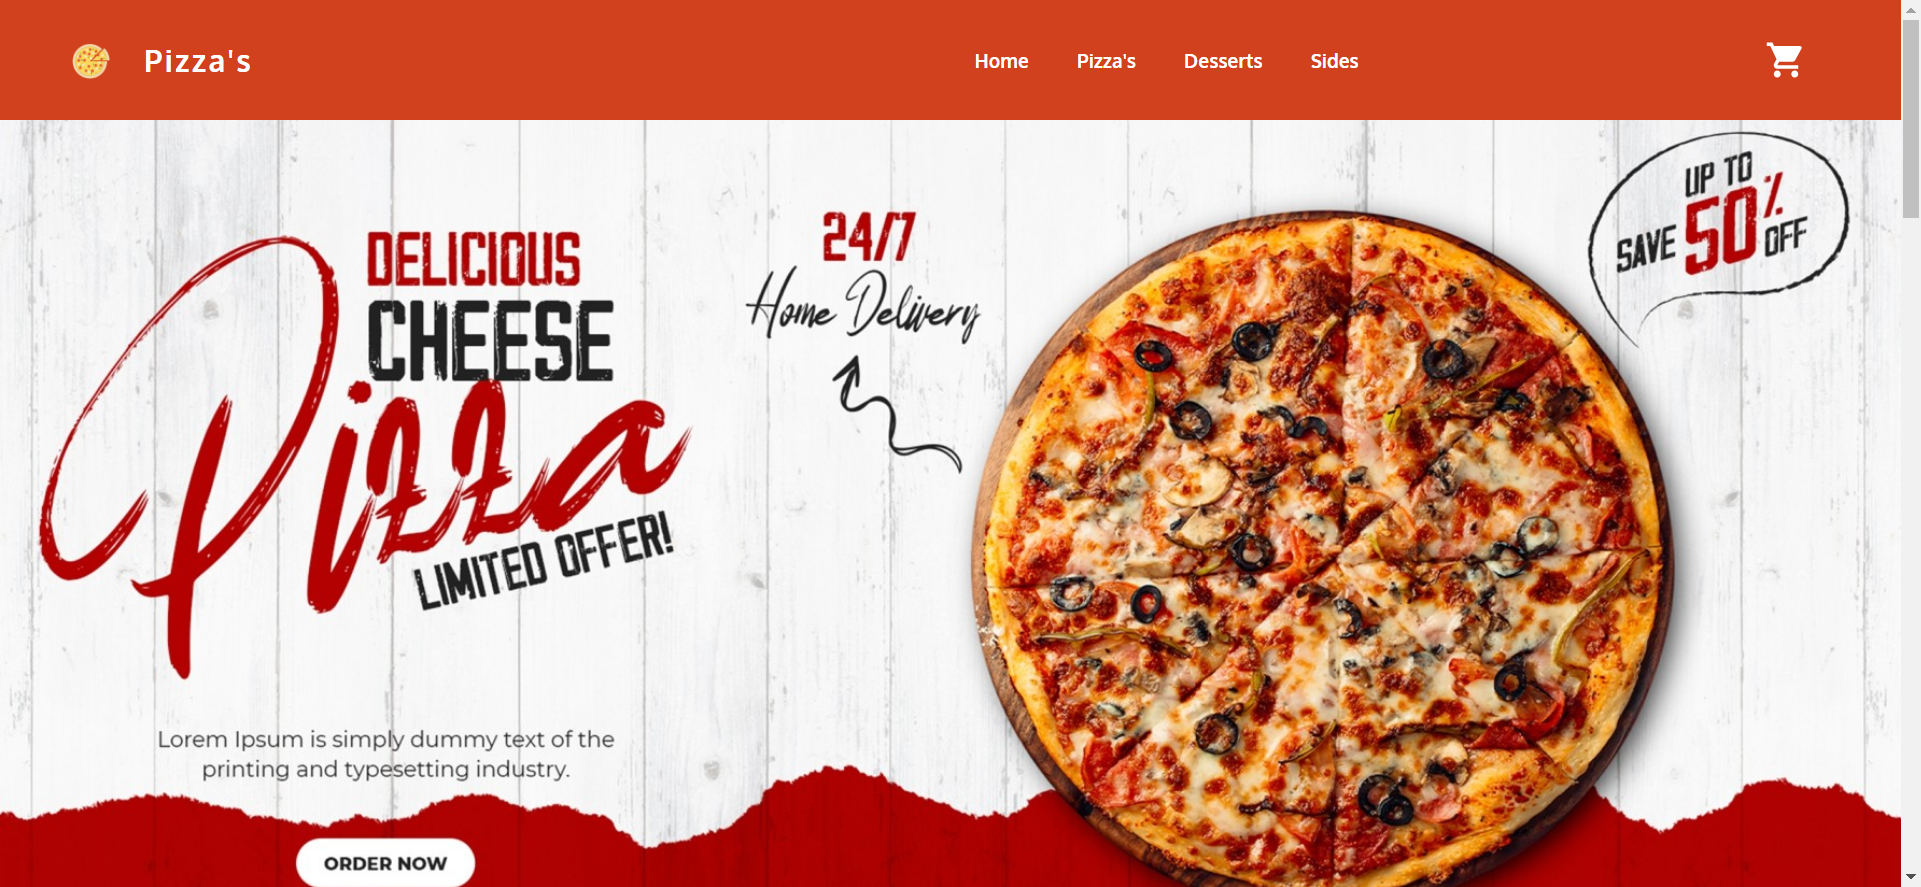 Pizza's
Home
Pizza's
Desserts
Sides
DELICIOUS
CHEESE
Pizza
LIMITED OFFER!
24/7
Home Delivery
UP TO
SAVE 50% OFF
Lorem Ipsum is simply dummy text of the
printing and typesetting industry.
ORDER NOW